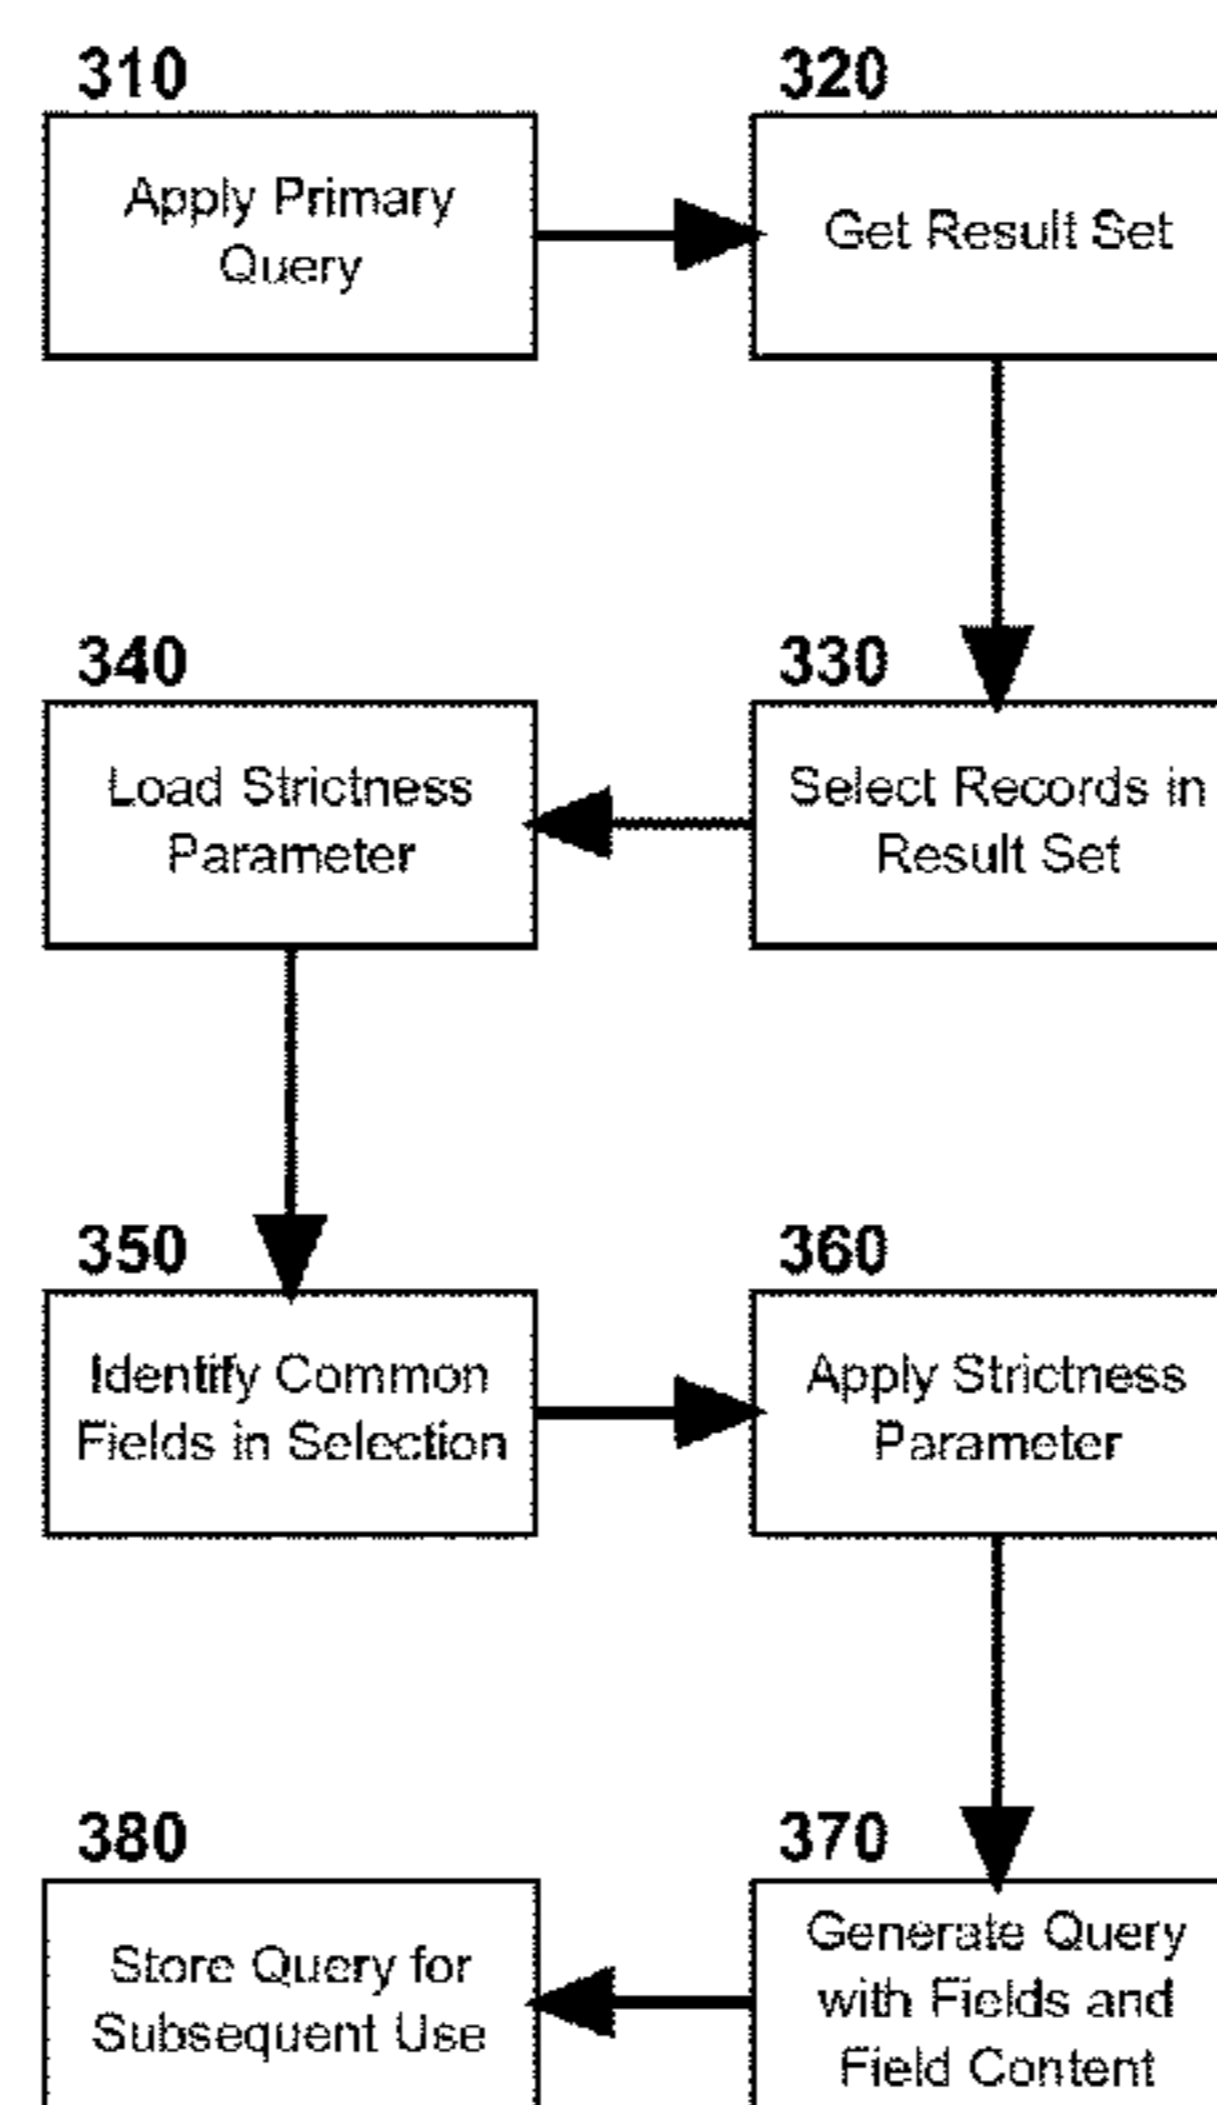 310
Apply Primary
Query
320
Get Result Set
330
Select Records in
Result Set
340
Load Strictness
Parameter
350
Identify Common
Fields in Selection
360
Apply Strictness
Parameter
370
Generate Query
with Fields and
Field Content
380
Store Query for
Subsequent Use